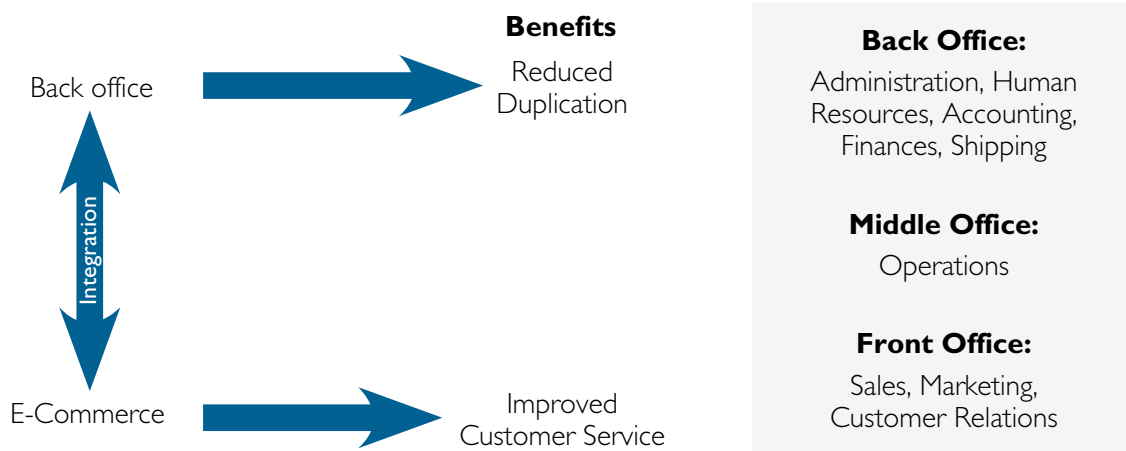 Benefits
Back office
Reduced
Duplication
Integration
E-Commerce
Improved
Customer Service
Back Office:
Administration, Human
Resources, Accounting,
Finances, Shipping
Middle Office:
Operations
Front Office:
Sales, Marketing,
Customer Relations